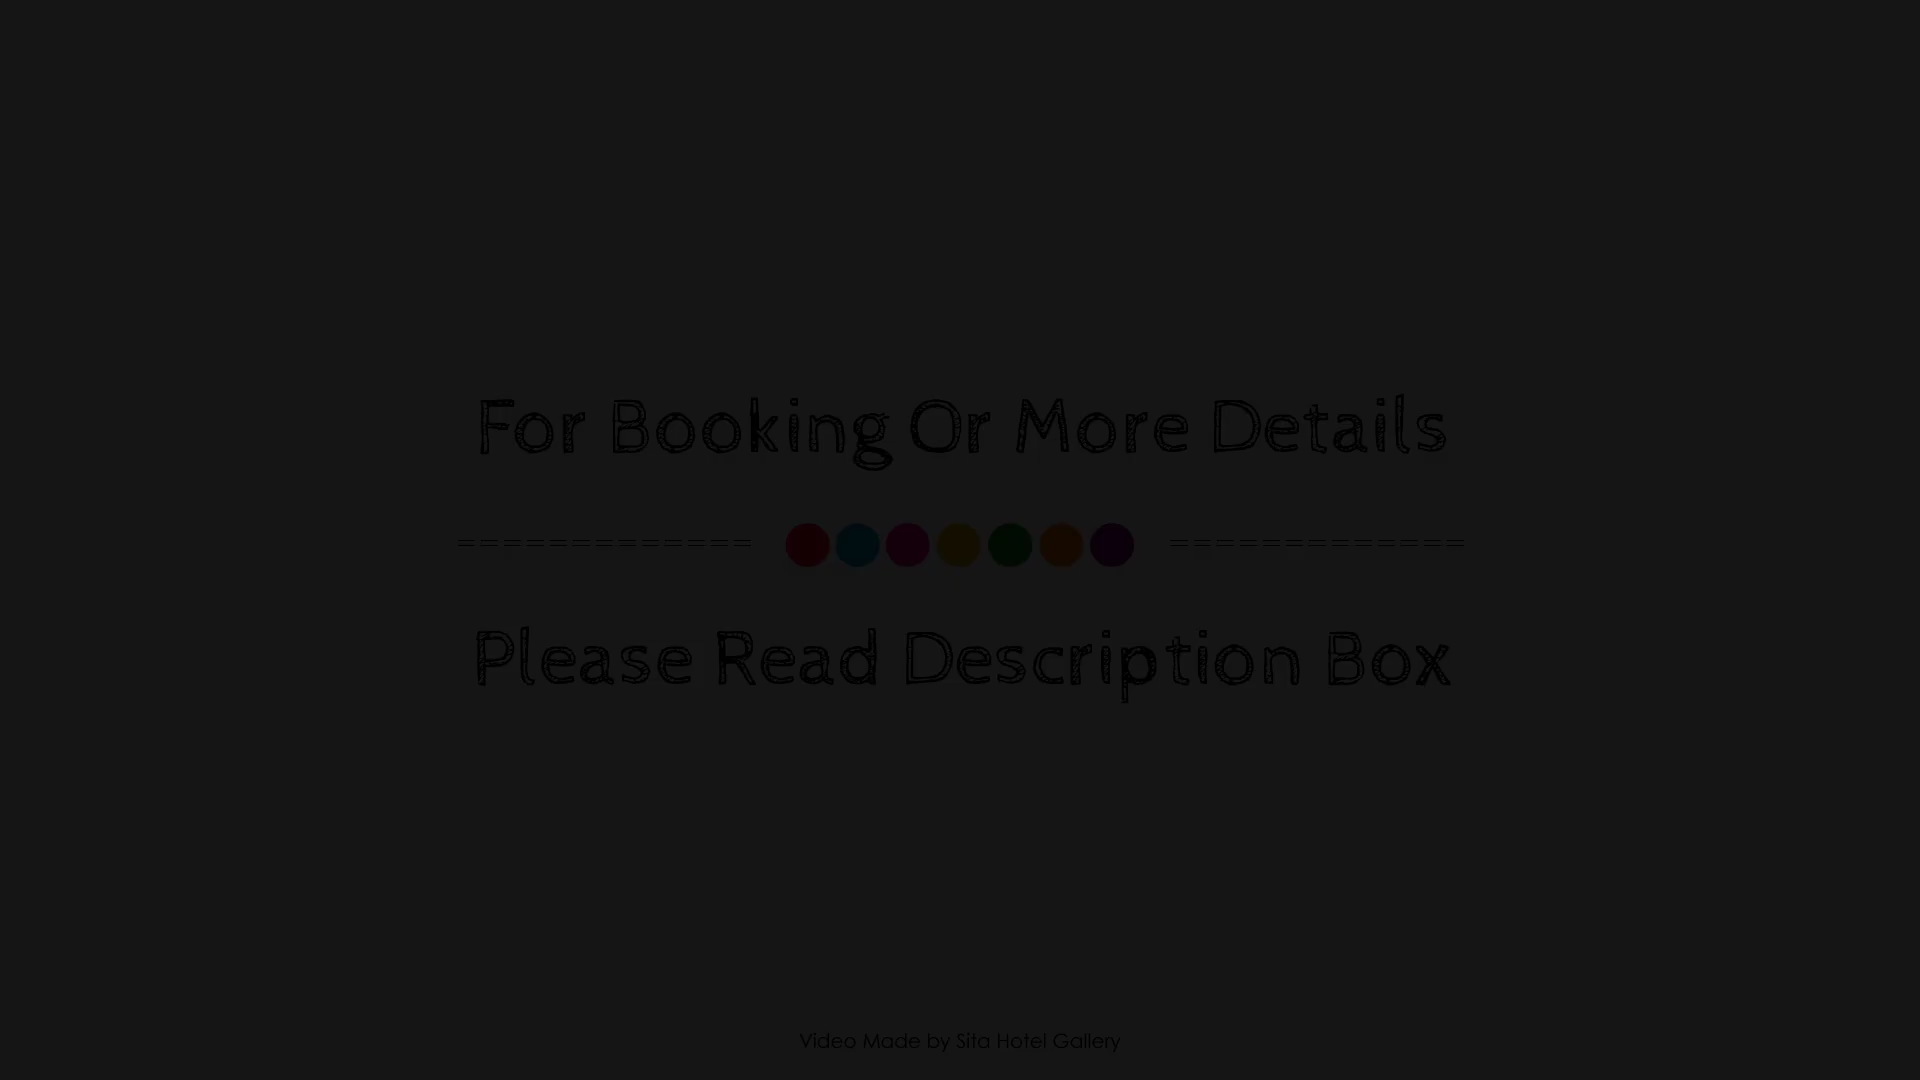 For Booking Or More Details
============= =============
Please Read Description Box
Video Made by Sita Hotel Gallery